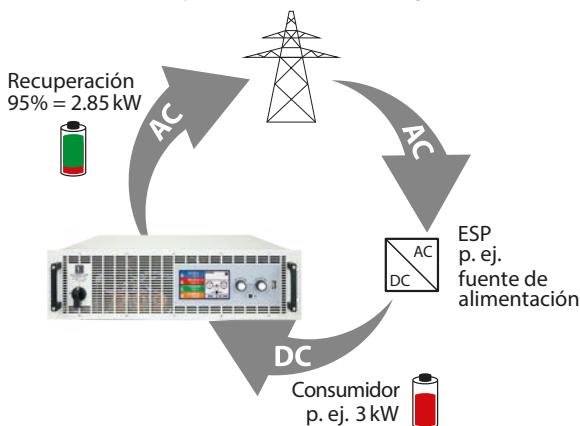 Recuperación
95% = 2.85 kW
AC
AC
AC
DC
ESP
p. ej.
fuente de
alimentación
DC
Consumidor
p. ej. 3 kW